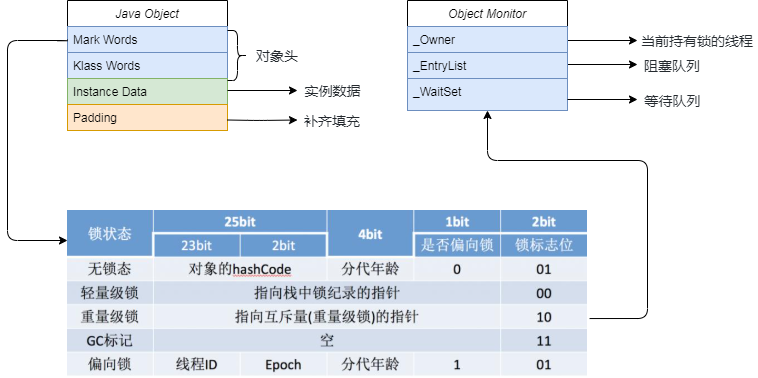 Java Object
Mark Words
Klass Words
Instance Data
Padding
对象头
实例数据
补齐填充
Object Monitor
_Owner
_EntryList
_WaitSet
当前持有锁的线程
阻塞队列
等待队列
锁状态 25bit 4bit 1bit 2bit
23bit 2bit 是否偏向锁 锁标志位
无锁态 对象的hashCode 分代年龄 0 01
轻量级锁 指向栈中锁纪录的指针 00
重量级锁 指向互斥量(重量级锁)的指针 10
GC标记 空 11
偏向锁 线程ID Epoch 分代年龄 1 01